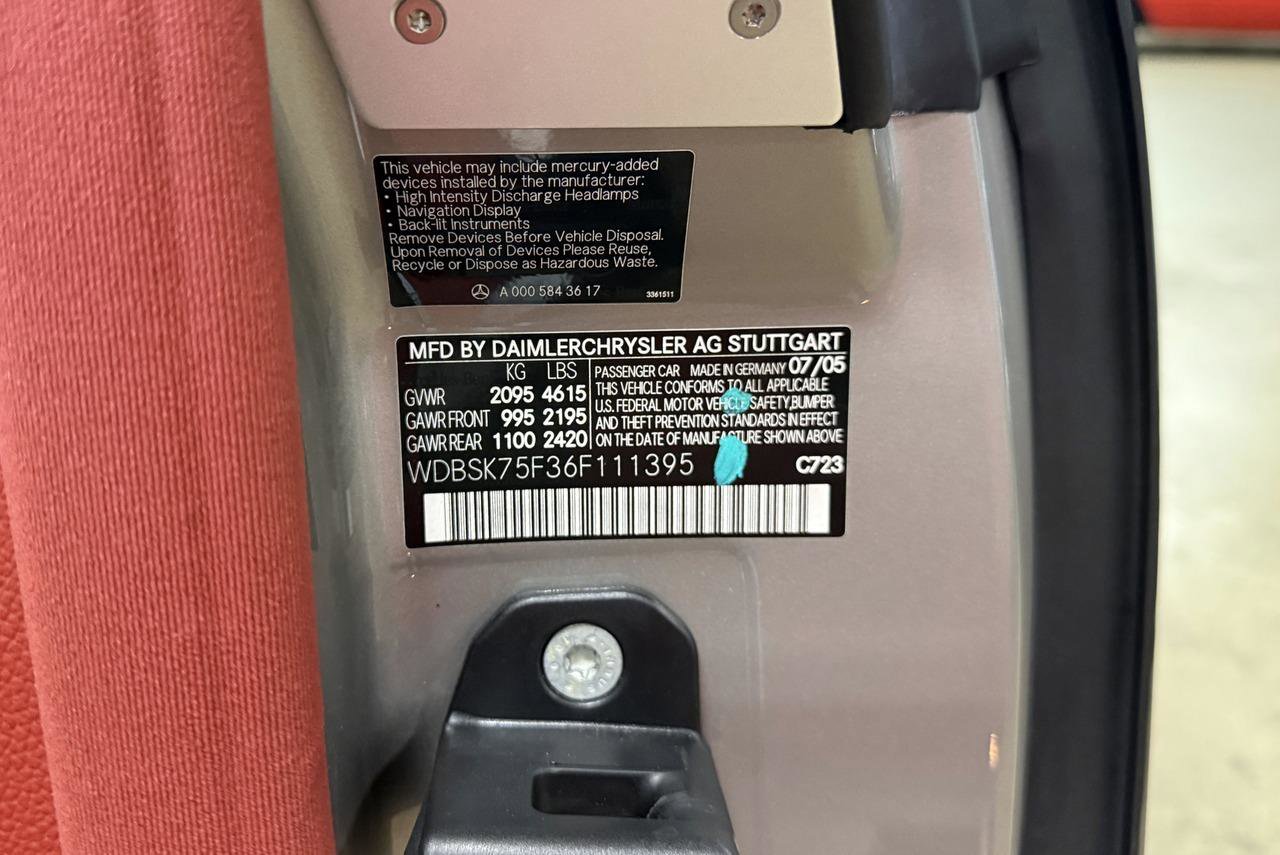 This vehicle may include mercury-added
devices installed by the manufacturer:
• High Intensity Discharge Headlamps
• Navigation Display
• Back-lit Instruments
Remove Devices Before Vehicle Disposal.
Upon Removal of Devices Please Reuse,
Recycle or Dispose as Hazardous Waste.
A 000 584 36 17 3361511
MFD BY DAIMLERCHRYSLER AG STUTTGART
KG LBS
GVWR 2095 4615
GAWR FRONT 995 2195
GAWR REAR 1100 2420
PASSENGER CAR MADE IN GERMANY 07/05
THIS VEHICLE CONFORMS TO ALL APPLICABLE
U.S. FEDERAL MOTOR VEHICLE SAFETY,BUMPER
AND THEFT PREVENTION STANDARDS IN EFFECT
ON THE DATE OF MANUFACTURE SHOWN ABOVE
WDBSK75F36F111395 C723